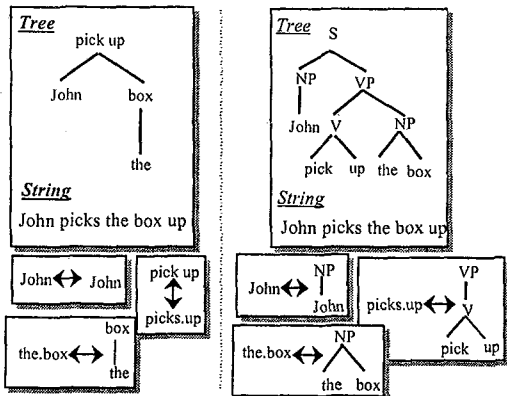 Tree
pick up
John box
the
String
John picks the box up
John John
pick up
picks.up
the.box
box
the
Tree
S
NP VP
John V NP
pick up the box
String
John picks the box up
John
NP
John
picks.up
VP
V
pick up
the.box
NP
the box